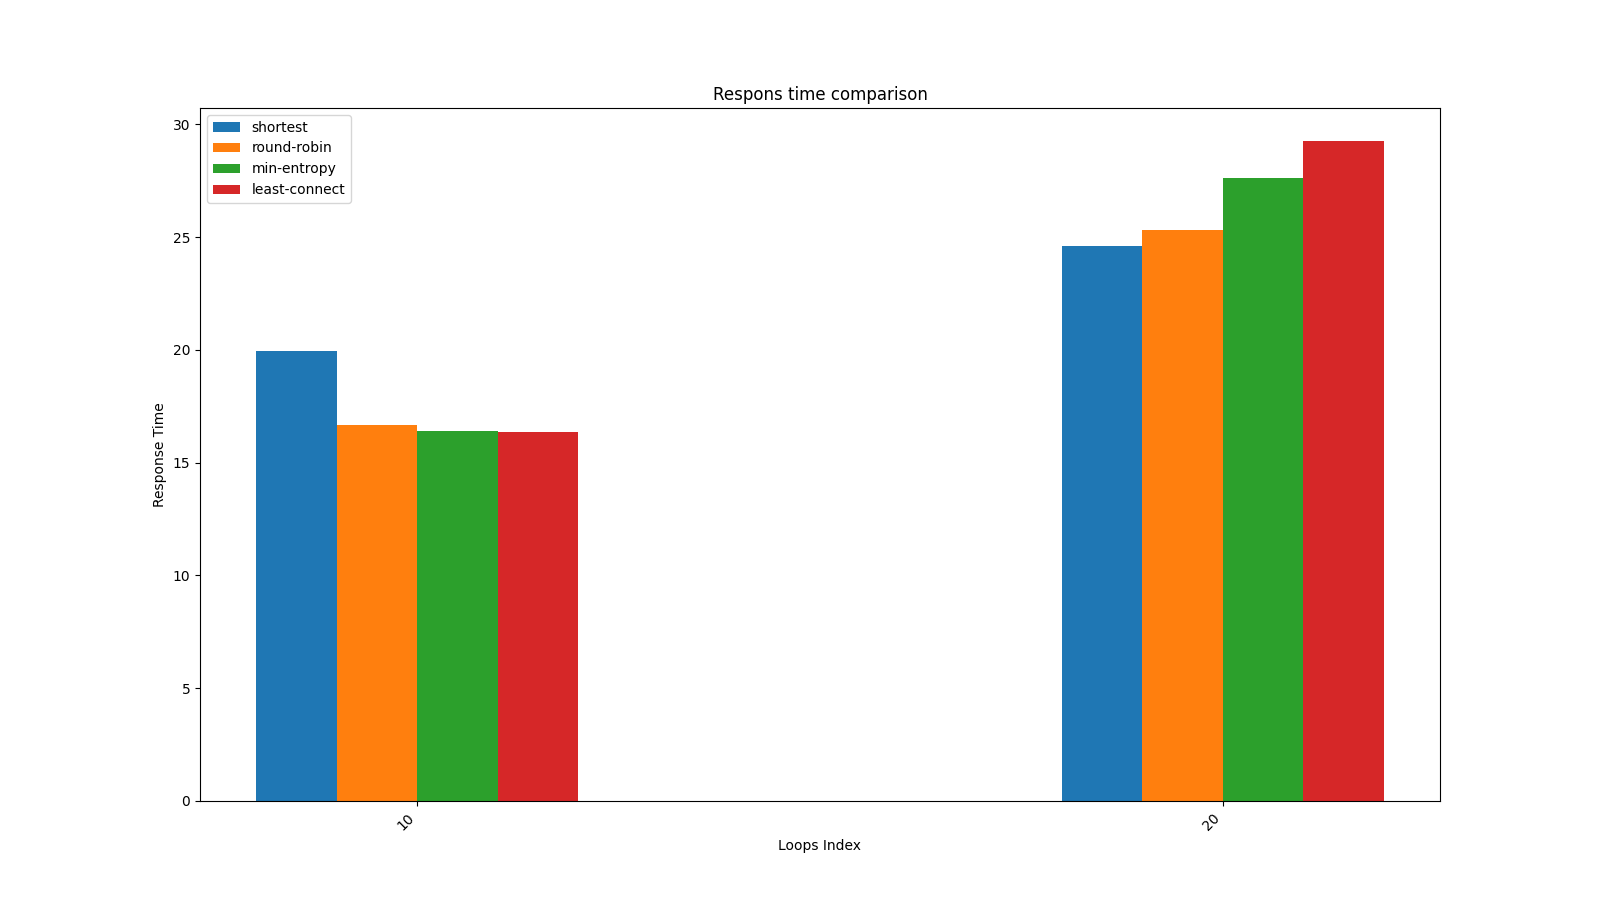 Respons time comparison
shortest
round-robin
min-entropy
least-connect
30
25
20
15
10
5
0
Response Time
10
20
Loops Index